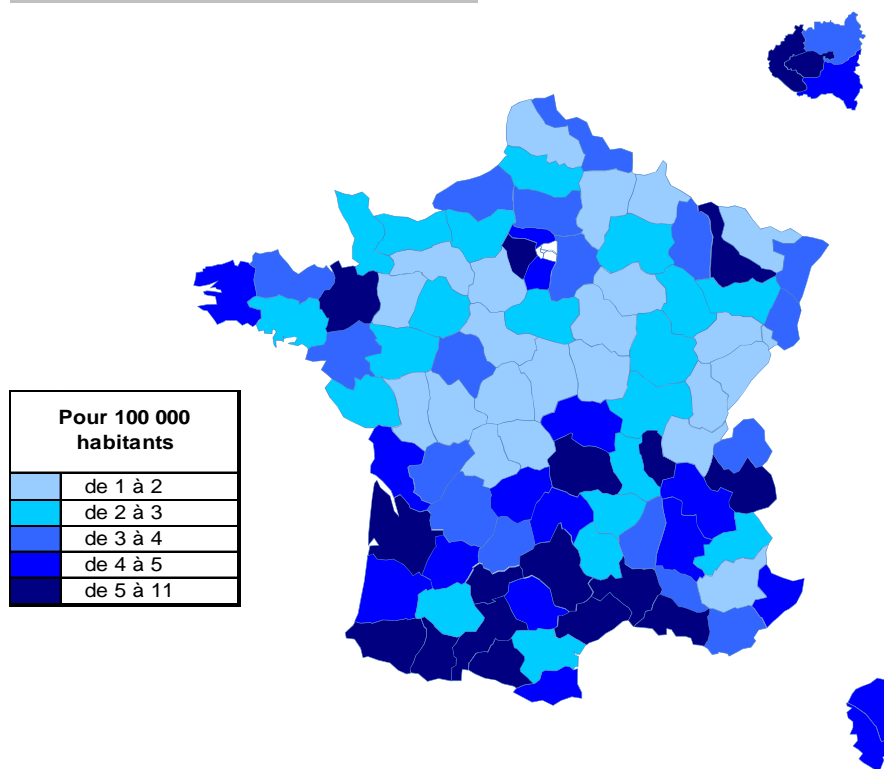 Pour 100 000
habitants
de 1 à 2
de 2 à 3
de 3 à 4
de 4 à 5
de 5 à 11